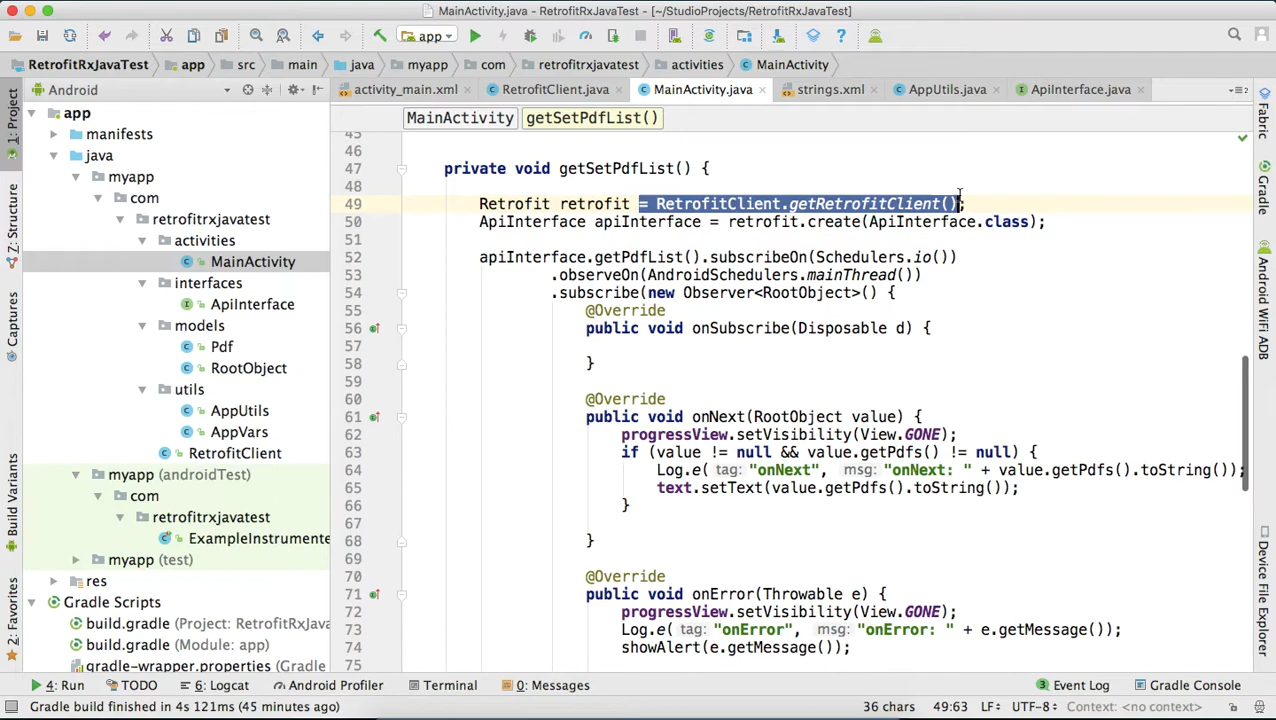 MainActivity.java - RetrofitRxJavaTest - [~/StudioProjects/RetrofitRxJavaTest]
app
RetrofitRxJavaTest app src main java myapp com retrofitrxjavatest activities MainActivity
Android
activity_main.xml RetrofitClient.java MainActivity.java strings.xml AppUtils.java ApiInterface.java
MainActivity getSetPdfList()
1: Project
Z: Structure
Captures
Build Variants
2: Favorites
app
manifests
java
myapp
com
retrofitrxjavatest
activities
MainActivity
interfaces
ApiInterface
models
Pdf
RootObject
utils
AppUtils
AppVars
RetrofitClient
myapp (androidTest)
com
retrofitrxjavatest
ExampleInstrumente
myapp (test)
res
Gradle Scripts
build.gradle (Project: RetrofitRxJava
build.gradle (Module: app)
gradle-wrapper.properties (Gradle
45
46
47 private void getSetPdfList() {
48
49 Retrofit retrofit = RetrofitClient.getRetrofitClient();
50 ApiInterface apiInterface = retrofit.create(ApiInterface.class);
51
52 apiInterface.getPdfList().subscribeOn(Schedulers.io())
53 .observeOn(AndroidSchedulers.mainThread())
54 .subscribe(new Observer<RootObject>() {
55 @Override
56 public void onSubscribe(Disposable d) {
57
58 }
59
60 @Override
61 public void onNext(RootObject value) {
62 progressView.setVisibility(View.GONE);
63 if (value != null && value.getPdfs() != null) {
64 Log.e( tag: "onNext", msg: "onNext: " + value.getPdfs().toString());
65 text.setText(value.getPdfs().toString());
66 }
67
68 }
69
70 @Override
71 public void onError(Throwable e) {
72 progressView.setVisibility(View.GONE);
73 Log.e( tag: "onError", msg: "onError: " + e.getMessage());
74 showAlert(e.getMessage());
75
Fabric
Gradle
Android WiFi ADB
Device File Explorer
4: Run TODO 6: Logcat Android Profiler Terminal 0: Messages Event Log Gradle Console
Gradle build finished in 4s 121ms (45 minutes ago) 36 chars 49:63 LF÷ UTF-8÷ Context: <no context>